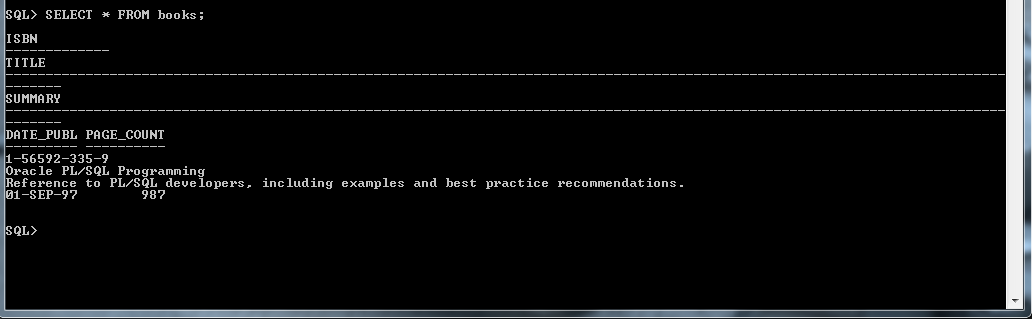 SQL> SELECT * FROM books;
ISBN
-------------
TITLE
-----------------------------------------------------------------------------------------------------------------------------
-------
SUMMARY
-----------------------------------------------------------------------------------------------------------------------------
-------
DATE_PUBL PAGE_COUNT
--------- ----------
1-56592-335-9
Oracle PL/SQL Programming
Reference to PL/SQL developers, including examples and best practice recommendations.
01-SEP-97        987
SQL>